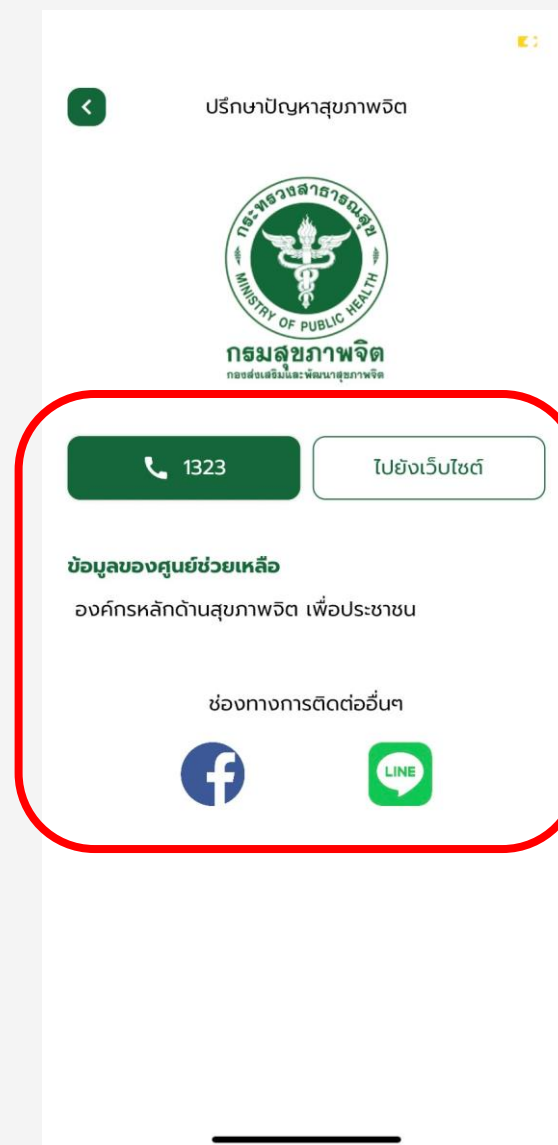 ปรึกษาปัญหาสุขภาพจิต
กระทรวงสาธารณสุข
MINISTRY OF PUBLIC HEALTH
กรมสุขภาพจิต
กองส่งเสริมและพัฒนาสุขภาพจิต
1323
ไปยังเว็บไซต์
ข้อมูลของศูนย์ช่วยเหลือ
องค์กรหลักด้านสุขภาพจิต เพื่อประชาชน
ช่องทางการติดต่ออื่นๆ
LINE